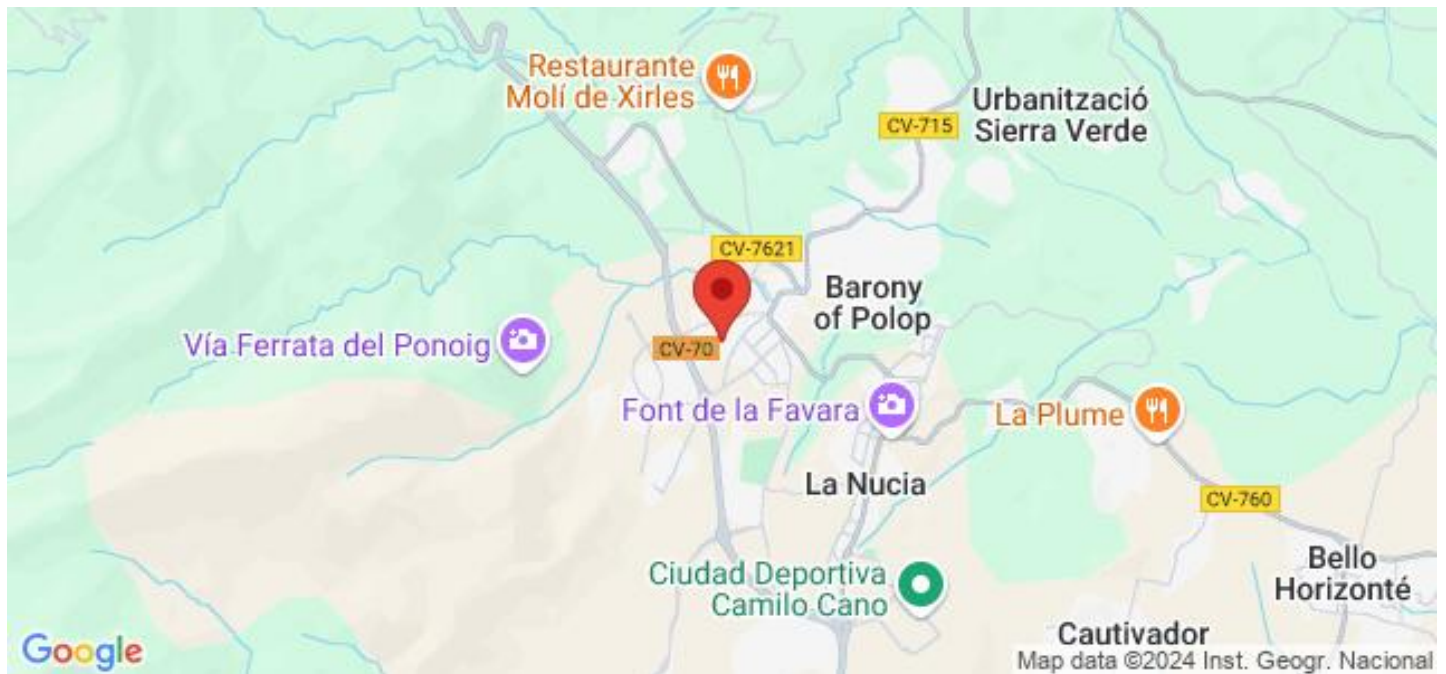 Restaurante
Molí de Xirles
Urbanització
Sierra Verde
CV-715
CV-7621
Barony
of Polop
Vía Ferrata del Ponoig
CV-70
Font de la Favara
La Plume
La Nucia
CV-760
Ciudad Deportiva
Camilo Cano
Bello
Horizonté
Cautivador
Google
Map data ©2024 Inst. Geogr. Nacional